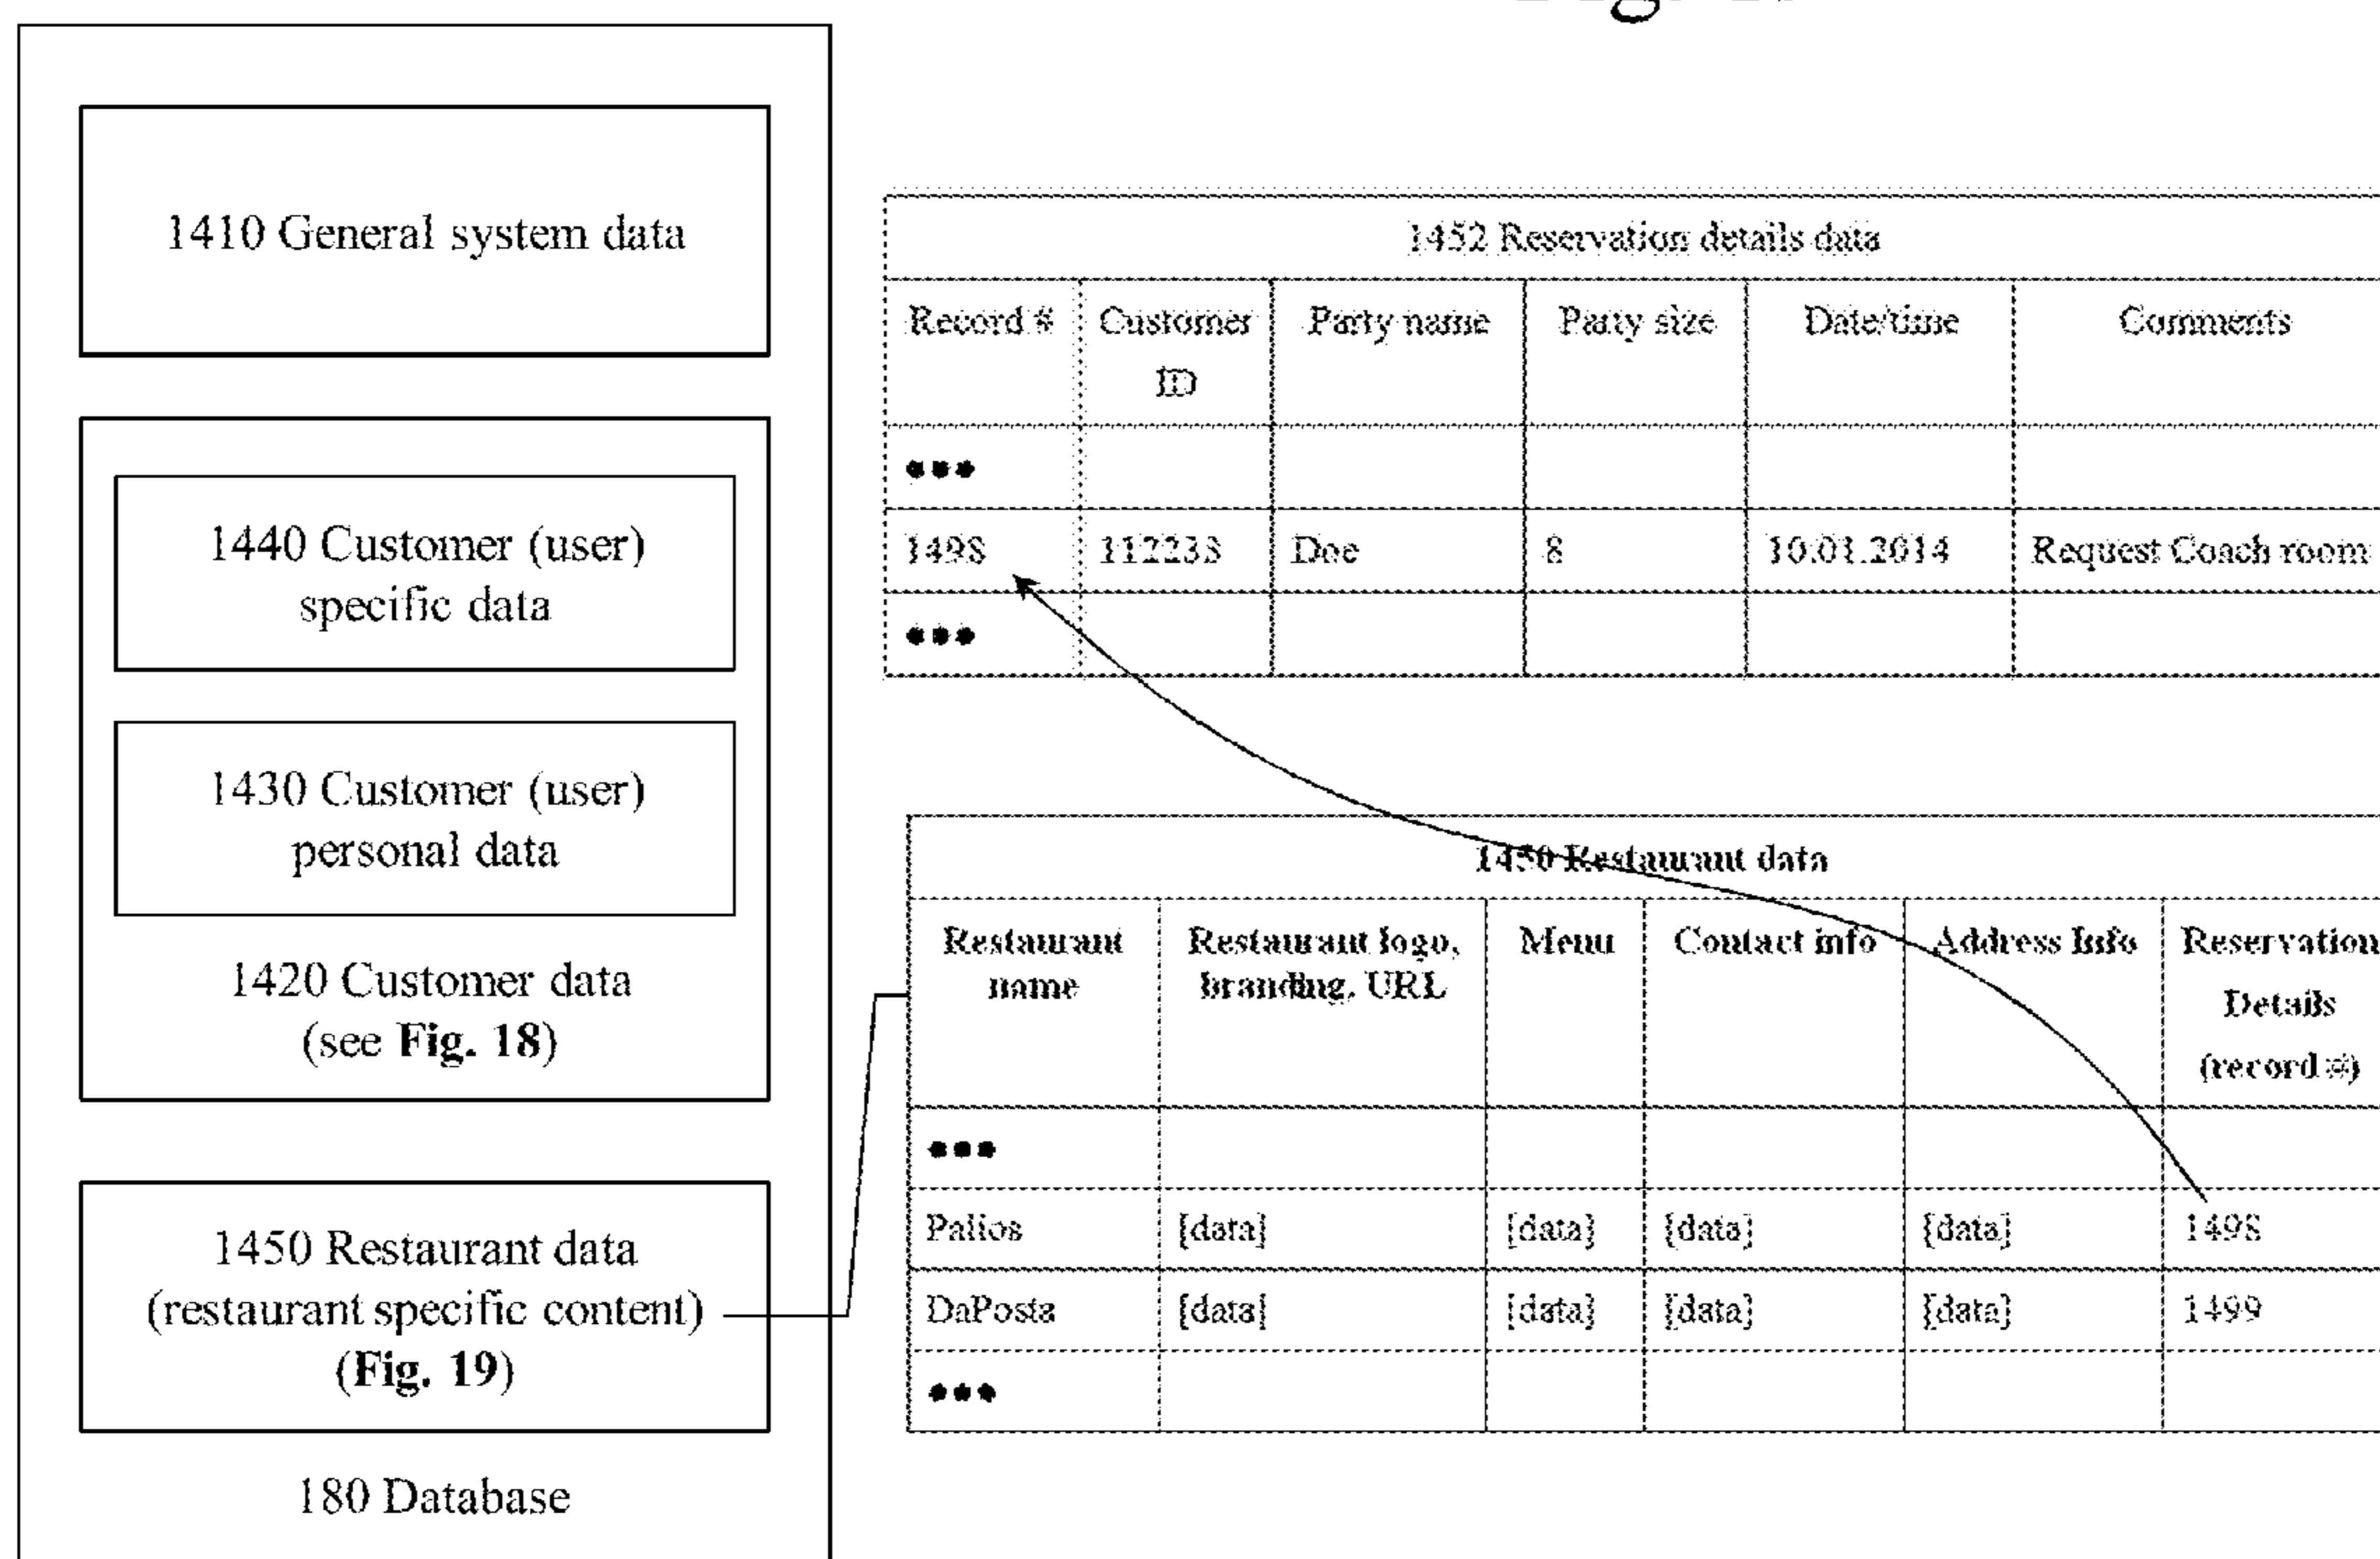 1410 General system data
1440 Customer (user)
specific data
1430 Customer (user)
personal data
1420 Customer data
(see Fig. 18)
1450 Restaurant data
(restaurant specific content)
(Fig. 19)
180 Database
1452 Reservation details data
Record # Customer Party name Party size Date/time Comments
ID
●●●
1498 112233 Doe 8 10.01.2014 Request Coach room
●●●
1450 Restaurant data
Restaurant Restaurant logo, Menu Contact info Address Info Reservation
name branding, URL Details
(record #)
●●●
Palios [data] [data] [data] [data] 1498
DaPosta [data] [data] [data] [data] 1499
●●●